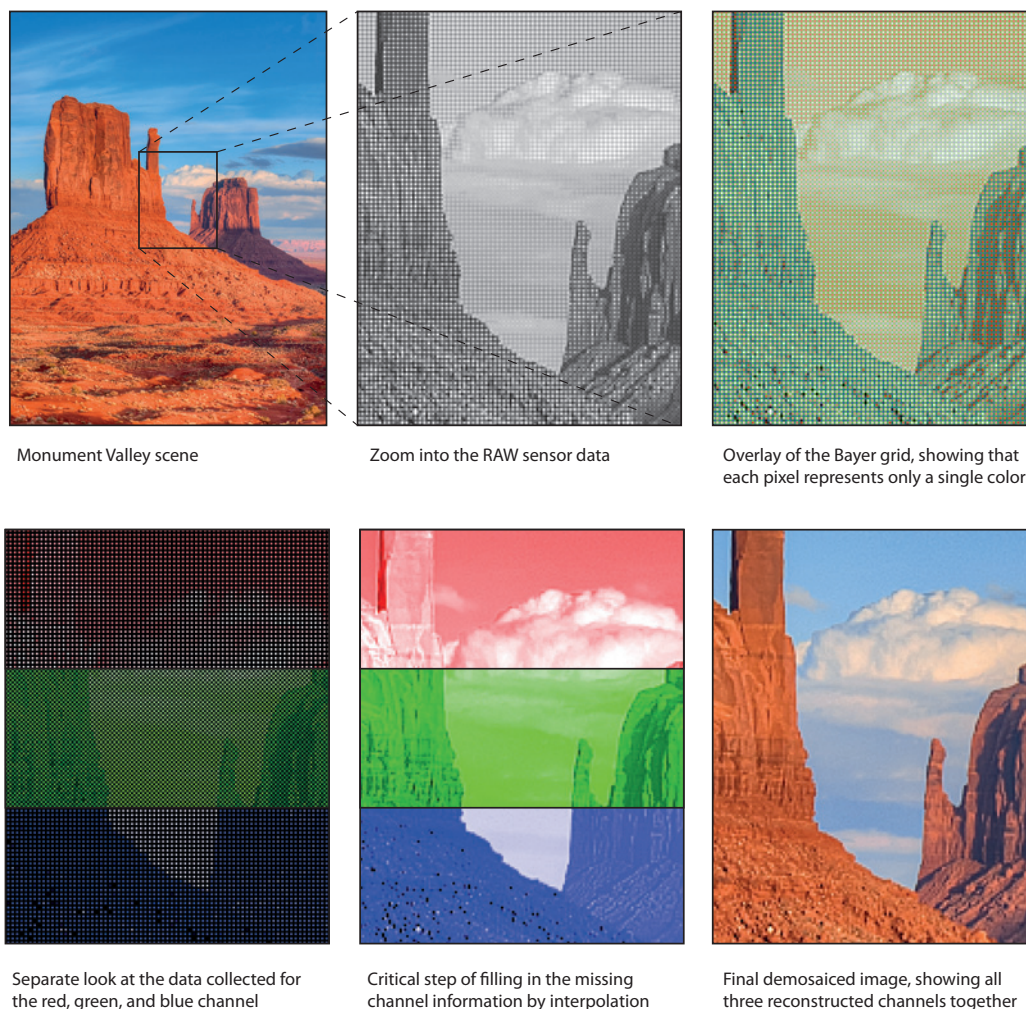 Monument Valley scene
Zoom into the RAW sensor data
Overlay of the Bayer grid, showing that
each pixel represents only a single color
Separate look at the data collected for
the red, green, and blue channel
Critical step of filling in the missing
channel information by interpolation
Final demosaiced image, showing all
three reconstructed channels together